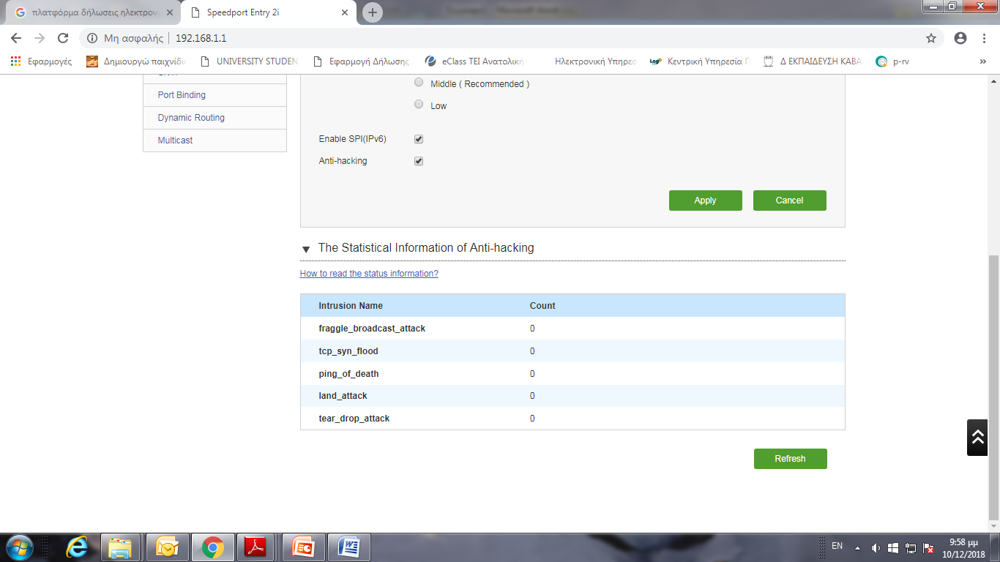 πλατφόρμα δήλωσεις ηλεκτρονι
Speedport Entry 2i
Μη ασφαλής
192.168.1.1
Εφαρμογές
Δημιουργώ παιχνίδι
UNIVERSITY STUDEN
Εφαρμογή Δήλωσης
eClass ΤΕΙ Ανατολική
Ηλεκτρονική Υπηρεσ
Κεντρική Υπηρεσία Γ
Δ ΕΚΠΑΙΔΕΥΣΗ ΚΑΒΑ
p-rv
Port Binding
Dynamic Routing
Multicast
Middle ( Recommended )
Low
Enable SPI(IPv6)
Anti-hacking
Apply
Cancel
The Statistical Information of Anti-hacking
How to read the status information?
Intrusion Name Count
fraggle_broadcast_attack 0
tcp_syn_flood 0
ping_of_death 0
land_attack 0
tear_drop_attack 0
Refresh
EN
9:58 μμ
10/12/2018